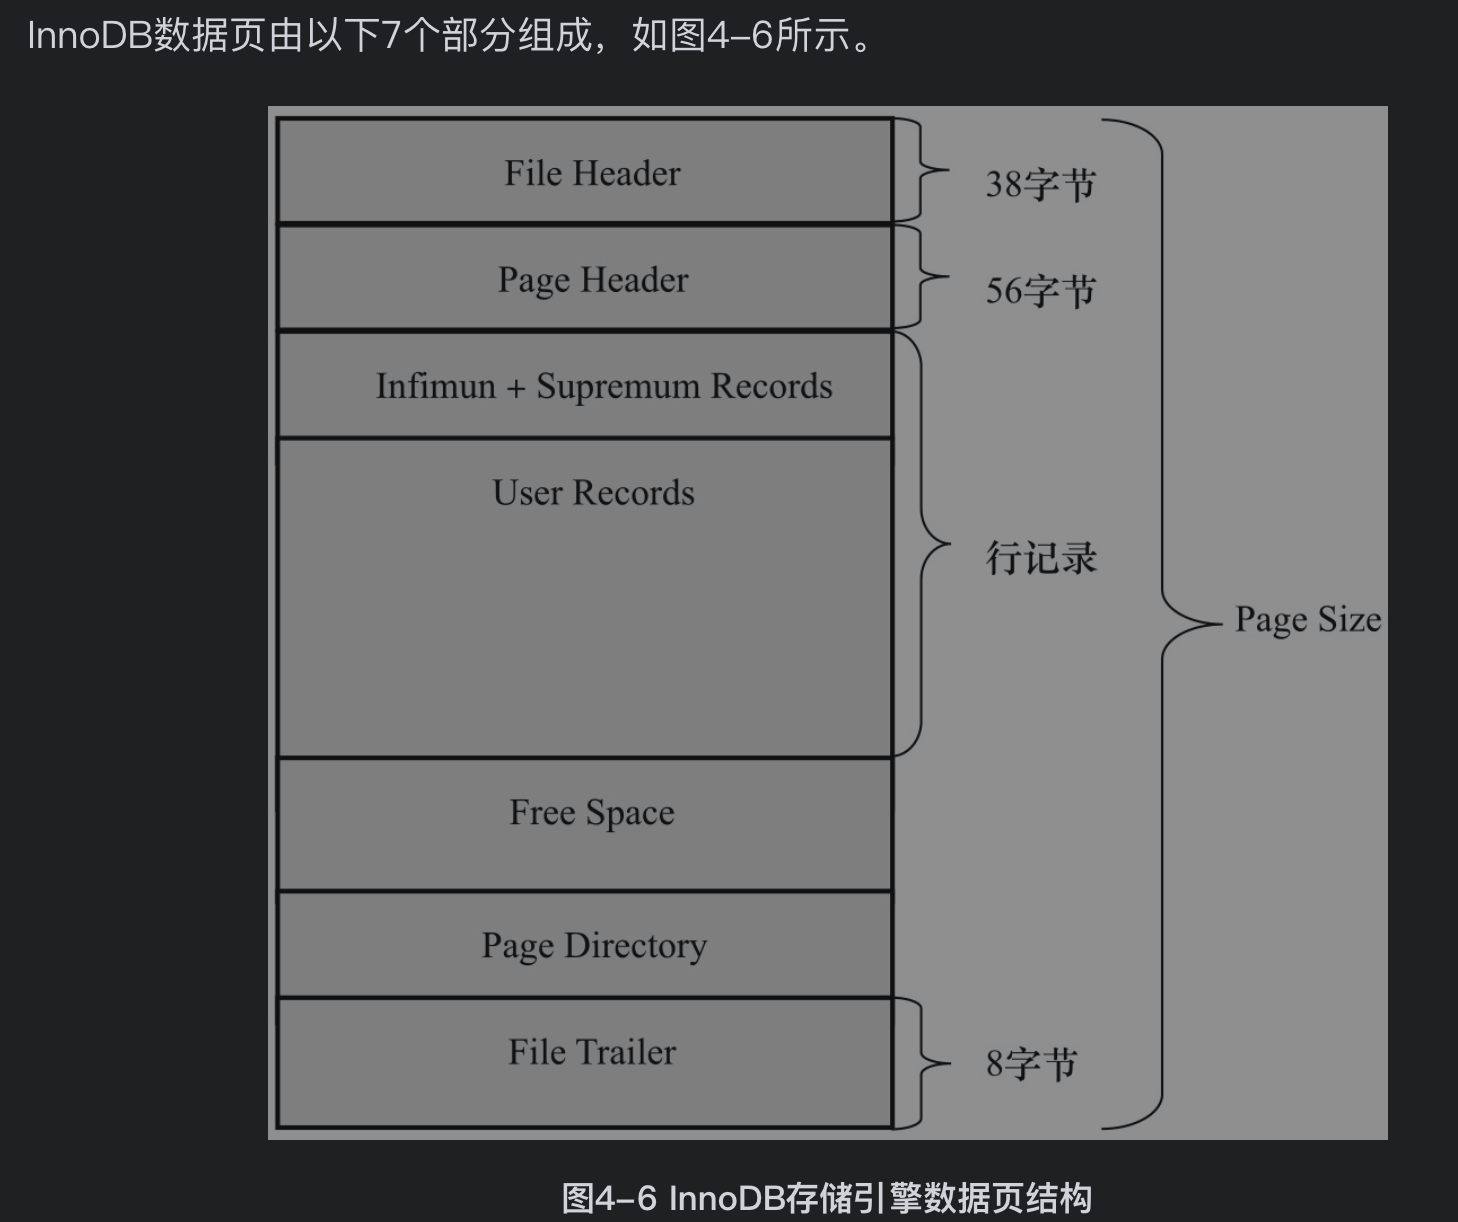 InnoDB数据页由以下7个部分组成，如图4-6所示。
File Header
38字节
Page Header
56字节
Infimun + Supremum Records
User Records
行记录
Page Size
Free Space
Page Directory
File Trailer
8字节
图4-6 InnoDB存储引擎数据页结构